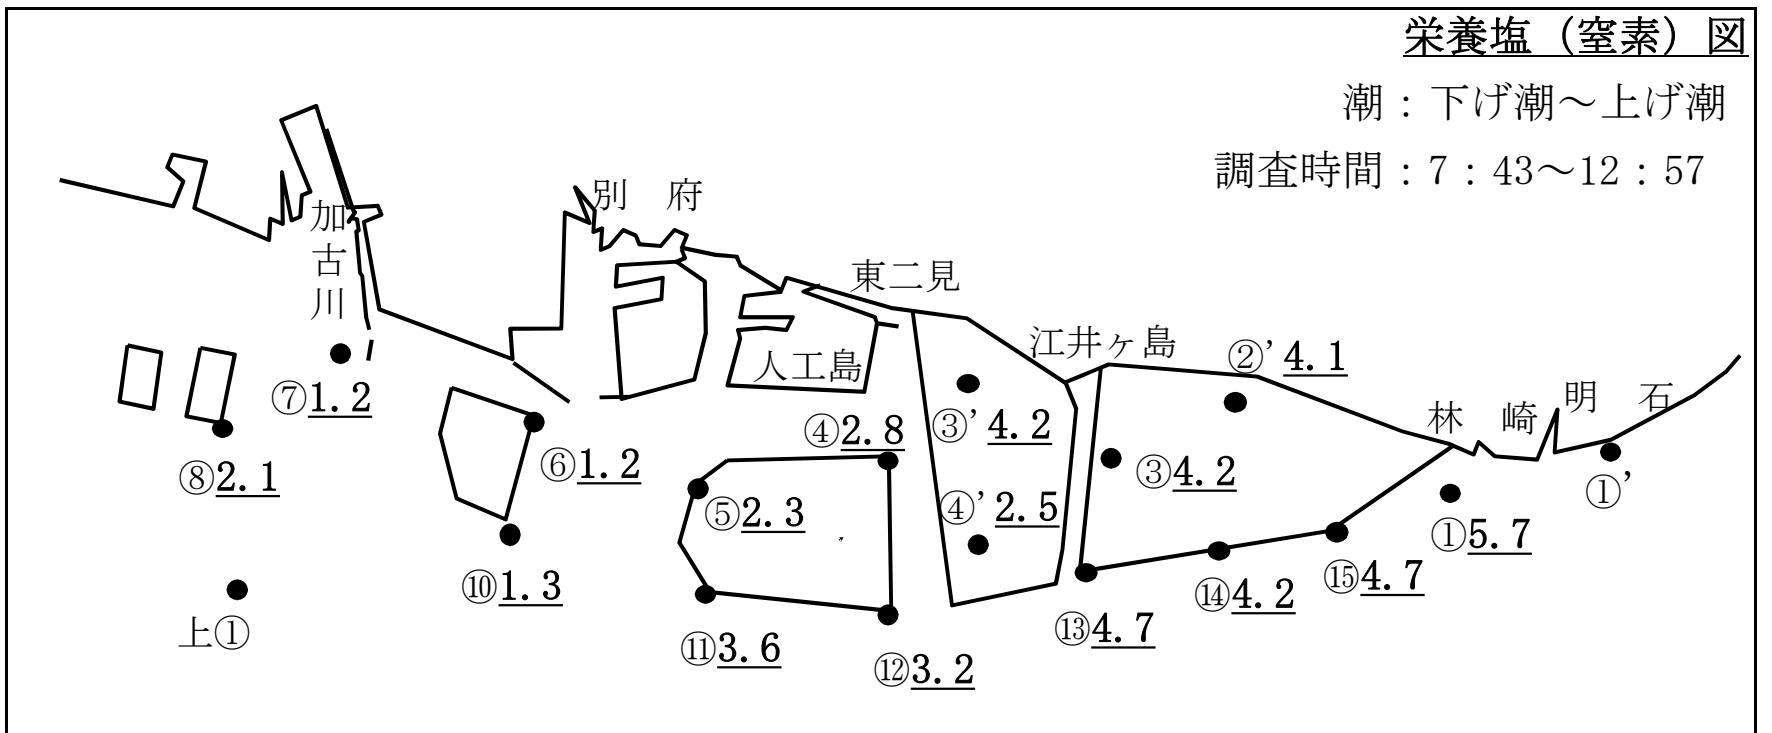 栄養塩（窒素）図
潮：下げ潮～上げ潮
調査時間：7：43～12：57
別　府
加古川
東二見
江井ヶ島
②' 4.1
人工島
林　崎
明　石
⑦1.2
③' 4.2
④2.8
⑧2.1
⑥1.2
③4.2
①'
⑤2.3
④' 2.5
①5.7
⑩1.3
⑮4.7
⑭4.2
上①
⑬4.7
⑪3.6
⑫3.2